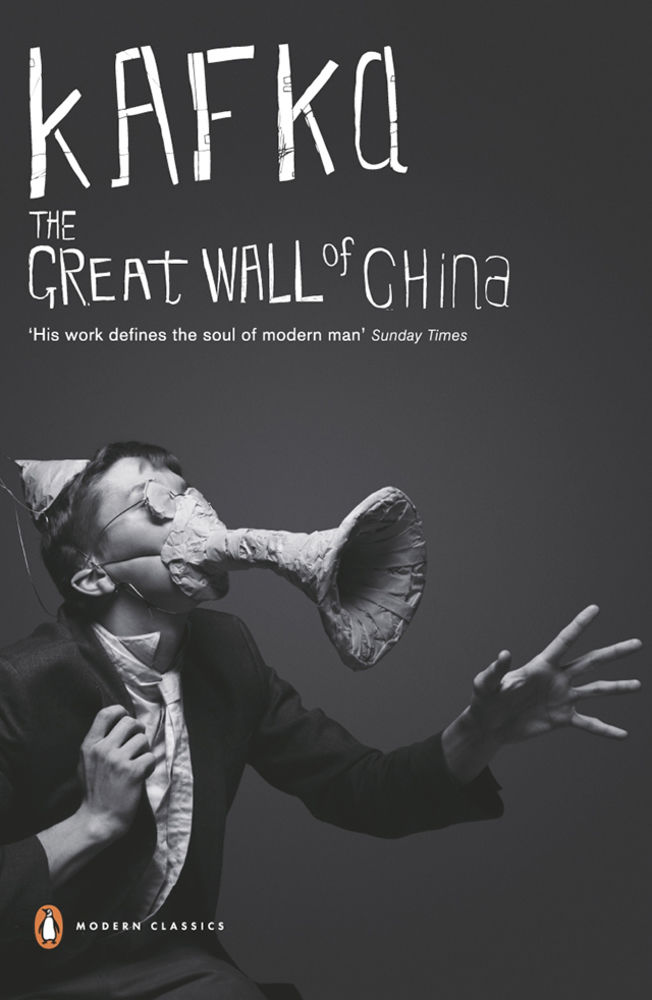 KAFKa
THE
GREAt WALL of CHina
‘His work defines the soul of modern man’ Sunday Times
MODERN CLASSICS